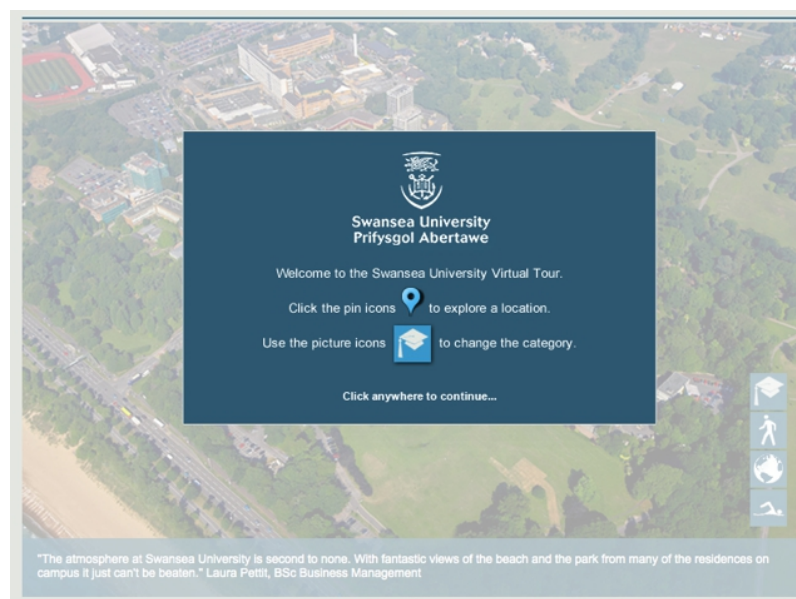 Swansea University
Prifysgol Abertawe
Welcome to the Swansea University Virtual Tour.
Click the pin icons to explore a location.
Use the picture icons to change the category.
Click anywhere to continue...
"The atmosphere at Swansea University is second to none. With fantastic views of the beach and the park from many of the residences on
campus it just can't be beaten." Laura Pettit, BSc Business Management